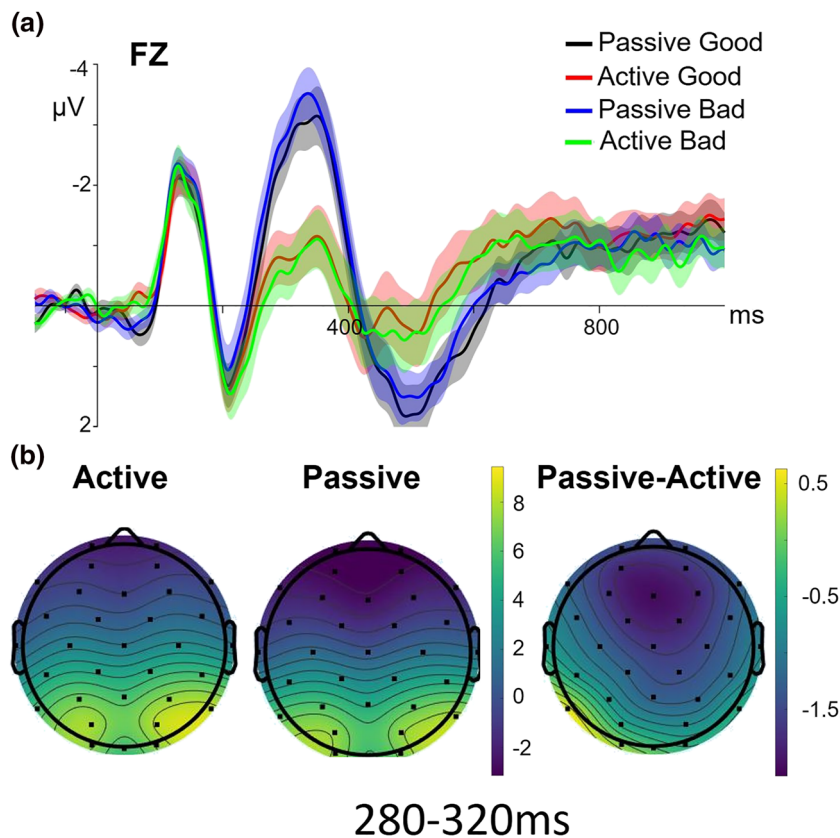 (a)
FZ
-4
µV
-2
2
400
800
ms
Passive Good
Active Good
Passive Bad
Active Bad
(b)
Active
Passive
Passive-Active
8
6
4
2
0
-2
0.5
-0.5
-1.5
280-320ms